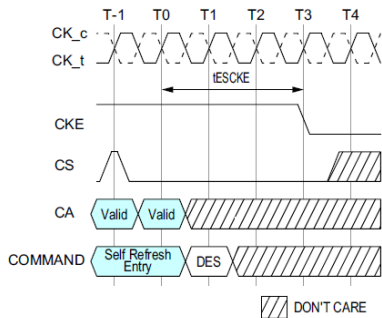 T-1 T0 T1 T2 T3 T4
CK_c
CK_t
tESCKE
CKE
CS
CA Valid Valid
COMMAND Self Refresh Entry DES
DON'T CARE